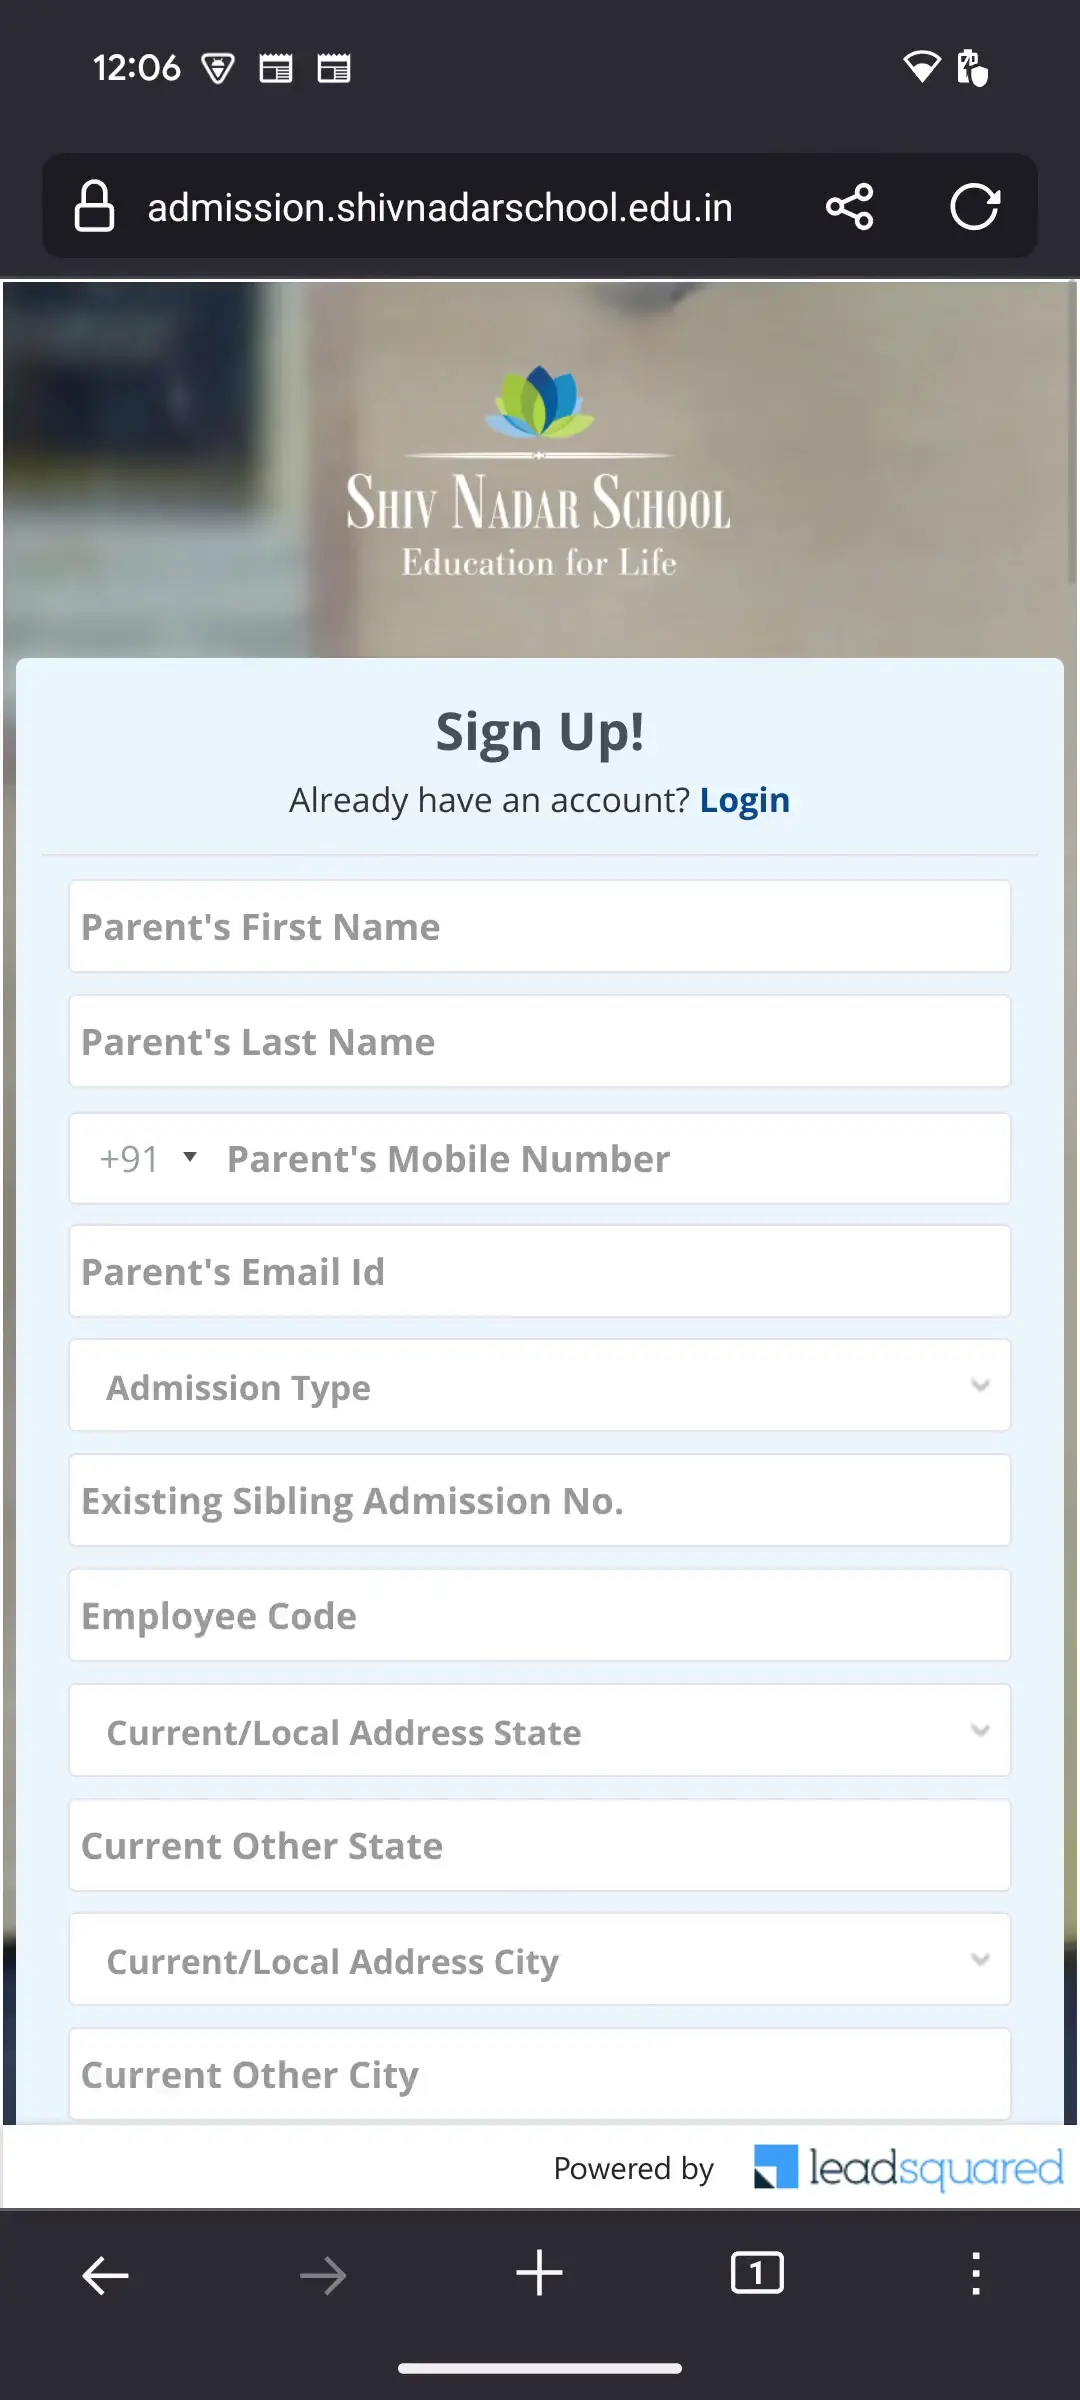 12:06
admission.shivnadarschool.edu.in
SHIV NADAR SCHOOL
Education for Life
Sign Up!
Already have an account? Login
Parent's First Name
Parent's Last Name
+91 Parent's Mobile Number
Parent's Email Id
Admission Type
Existing Sibling Admission No.
Employee Code
Current/Local Address State
Current Other State
Current/Local Address City
Current Other City
Powered by leadsquared
1